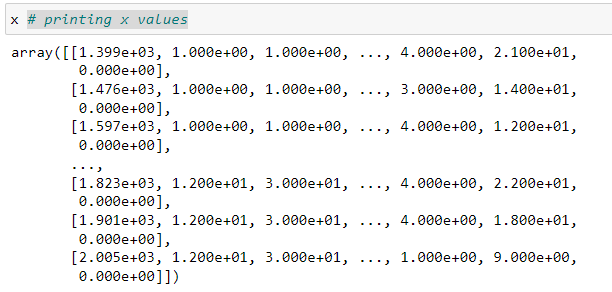 x # printing x values
array([[1.399e+03, 1.000e+00, 1.000e+00, ..., 4.000e+00, 2.100e+01,
        0.000e+00],
       [1.476e+03, 1.000e+00, 1.000e+00, ..., 3.000e+00, 1.400e+01,
        0.000e+00],
       [1.597e+03, 1.000e+00, 1.000e+00, ..., 4.000e+00, 1.200e+01,
        0.000e+00],
       ...,
       [1.823e+03, 1.200e+01, 3.000e+01, ..., 4.000e+00, 2.200e+01,
        0.000e+00],
       [1.901e+03, 1.200e+01, 3.000e+01, ..., 4.000e+00, 1.800e+01,
        0.000e+00],
       [2.005e+03, 1.200e+01, 3.000e+01, ..., 1.000e+00, 9.000e+00,
        0.000e+00]])